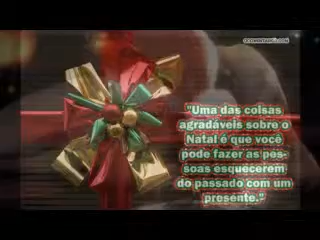 "Uma das coisas
agradáveis sobre o
Natal é que você
pode fazer as pes-
soas esquecerem
do passado com um
presente."